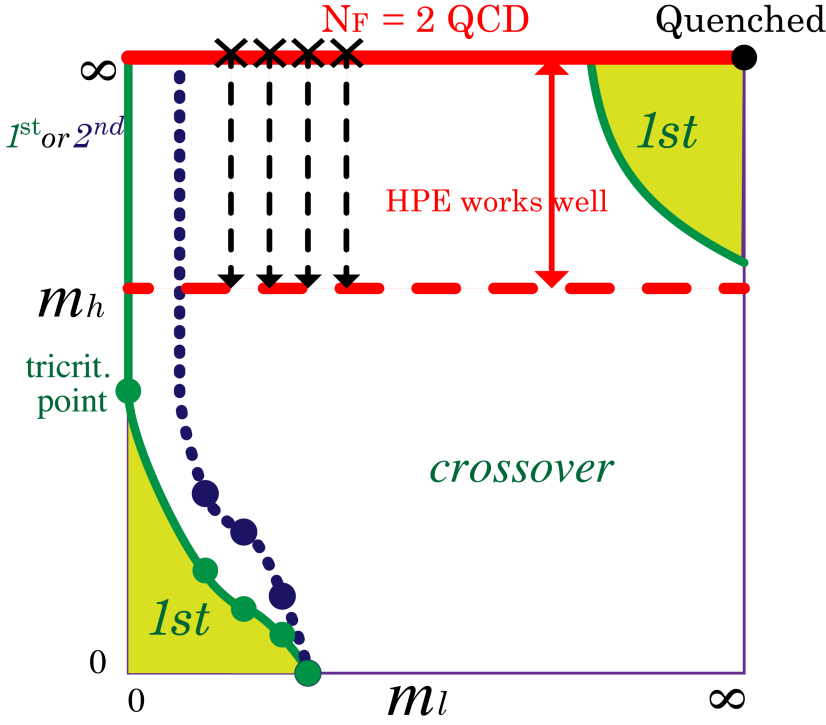 N_F = 2 QCD
Quenched
∞
1st or 2nd
1st
HPE works well
m_h
tricrit.
point
crossover
1st
0
0
m_l
∞